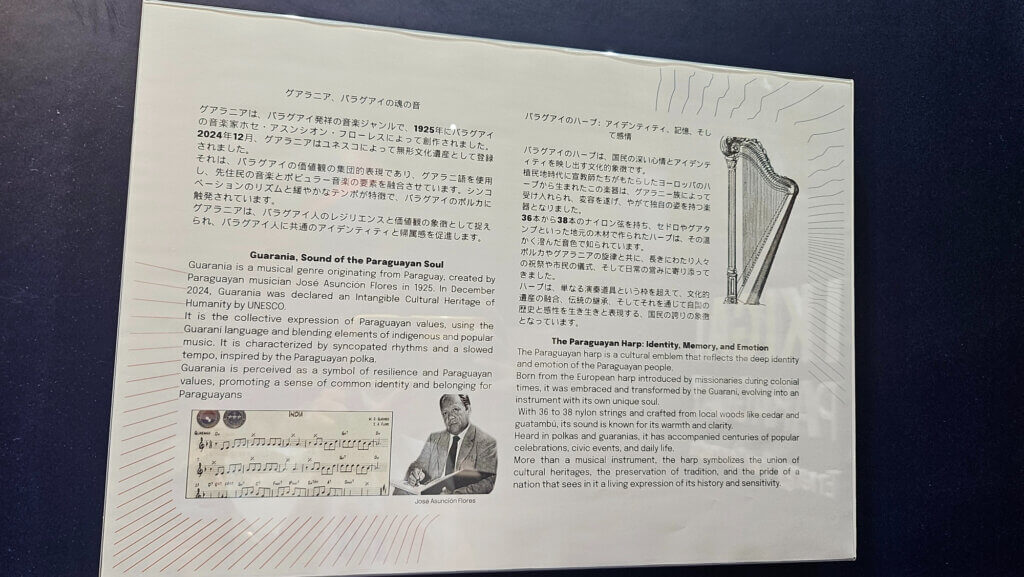 グアラニア、パラグアイの魂の音
グアラニアは、パラグアイ発祥の音楽ジャンルで、1925年にパラグアイ
の音楽家ホセ・アスンシオン・フローレスによって創作されました。
2024年12月、グアラニアはユネスコによって無形文化遺産として登録
されました。
それは、パラグアイの価値観の集団的表現であり、グアラニ語を使用
し、先住民の音楽とポピュラー音楽の要素を融合させています。シンコ
ペーションのリズムと緩やかなテンポが特徴で、パラグアイのポルカに
触発されています。
グアラニアは、パラグアイ人のレジリエンスと価値観の象徴として捉え
られ、パラグアイ人に共通のアイデンティティと帰属感を促進します。
Guarania, Sound of the Paraguayan Soul
Guarania is a musical genre originating from Paraguay, created by
Paraguayan musician José Asunción Flores in 1925. In December
2024, Guarania was declared an Intangible Cultural Heritage of
Humanity by UNESCO.
It is the collective expression of Paraguayan values, using the
Guaraní language and blending elements of indigenous and popular
music. It is characterized by syncopated rhythms and a slowed
tempo, inspired by the Paraguayan polka.
Guarania is perceived as a symbol of resilience and Paraguayan
values, promoting a sense of common identity and belonging for
Paraguayans
INDIA
José Asunción Flores
パラグアイのハープ：アイデンティティ、記憶、そし
て感情
パラグアイのハープは、国民の深い心情とアイデンテ
ィティを映し出す文化的象徴です。
植民地時代に宣教師たちがもたらしたヨーロッパのハ
ープから生まれたこの楽器は、グアラニー族によって
受け入れられ、変容を遂げ、やがて独自の姿を持つ楽
器となりました。
36本から38本のナイロン弦を持ち、セドロやグアタ
ンブといった地元の木材で作られたハープは、その温
かく澄んだ音色で知られています。
ポルカやグアラニアの旋律と共に、長きにわたり人々
の祝祭や市民の儀式、そして日常の営みに寄り添って
きました。
ハープは、単なる演奏道具という枠を超えて、文化的
遺産の融合、伝統の継承、そしてそれを通じて自国の
歴史と感性を生き生きと表現する、国民の誇りの象徴
となっています。
The Paraguayan Harp: Identity, Memory, and Emotion
The Paraguayan harp is a cultural emblem that reflects the deep identity
and emotion of the Paraguayan people.
Born from the European harp introduced by missionaries during colonial
times, it was embraced and transformed by the Guarani, evolving into an
instrument with its own unique soul.
With 36 to 38 nylon strings and crafted from local woods like cedar and
guatambú, its sound is known for its warmth and clarity.
Heard in polkas and guaranias, it has accompanied centuries of popular
celebrations, civic events, and daily life.
More than a musical instrument, the harp symbolizes the union of
cultural heritages, the preservation of tradition, and the pride of a
nation that sees in it a living expression of its history and sensitivity.